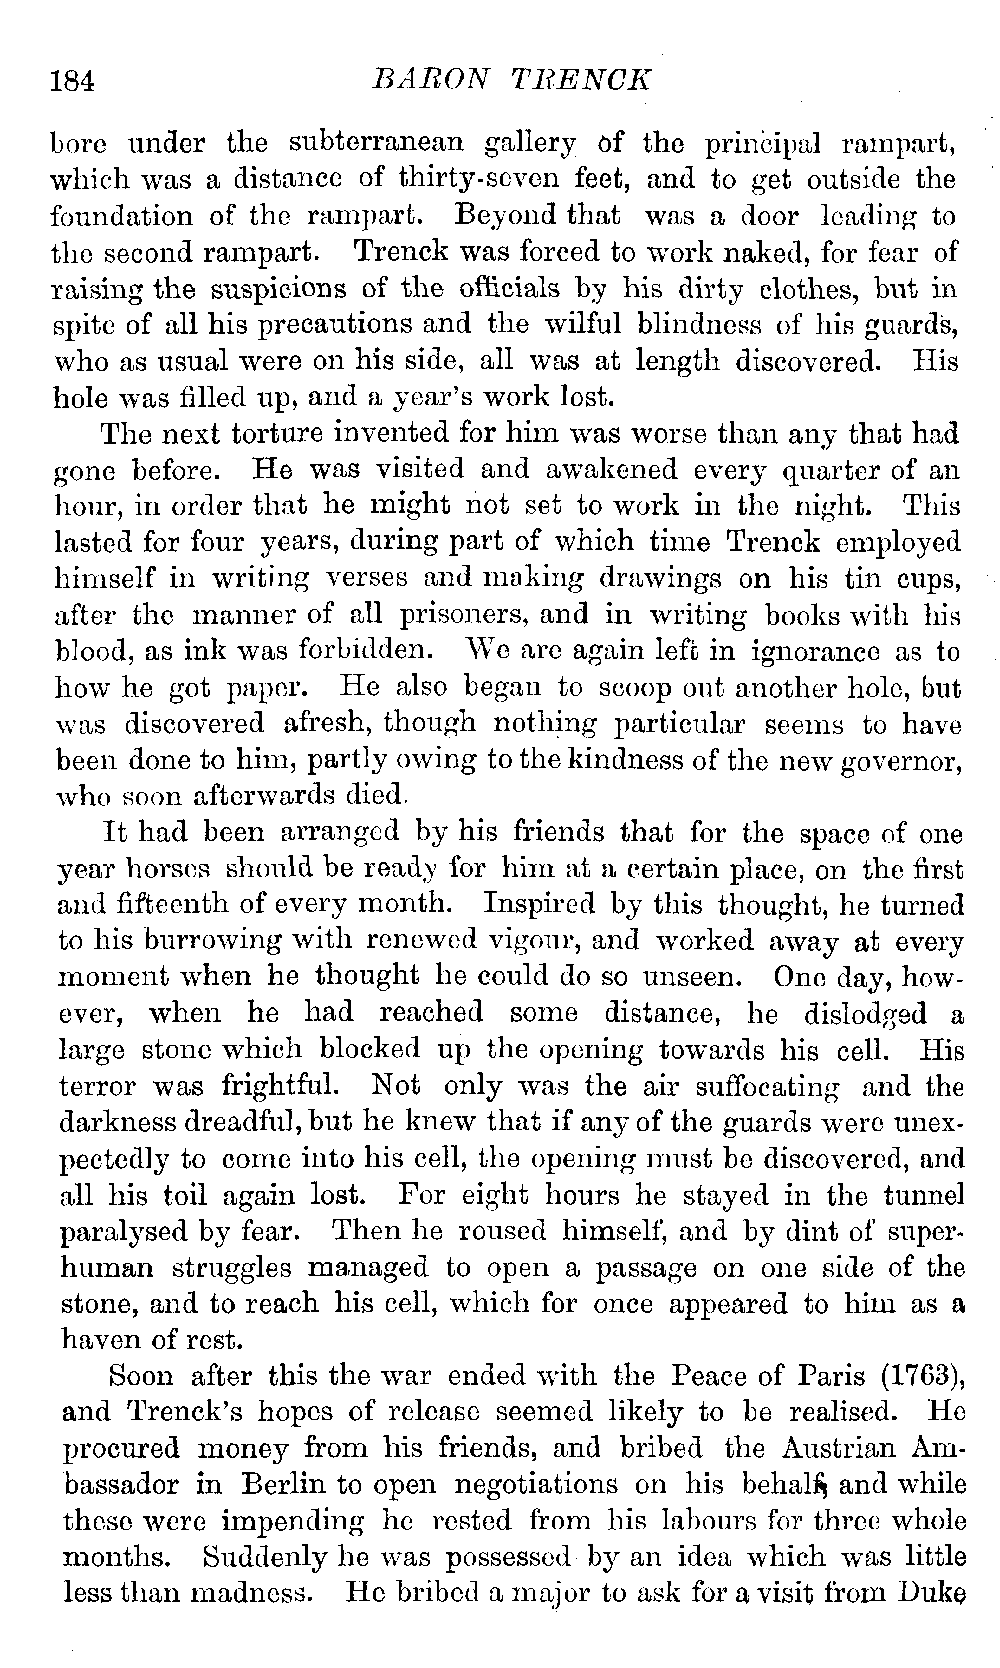 184 BARON TRENCK
bore under the subterranean gallery of the principal rampart,
which was a distance of thirty-seven feet, and to get outside the
foundation of the rampart. Beyond that was a door leading to
the second rampart. Trenck was forced to work naked, for fear of
raising the suspicions of the officials by his dirty clothes, but in
spite of all his precautions and the wilful blindness of his guards,
who as usual were on his side, all was at length discovered. His
hole was filled up, and a year's work lost.
The next torture invented for him was worse than any that had
gone before. He was visited and awakened every quarter of an
hour, in order that he might not set to work in the night. This
lasted for four years, during part of which time Trenck employed
himself in writing verses and making drawings on his tin cups,
after the manner of all prisoners, and in writing books with his
blood, as ink was forbidden. We are again left in ignorance as to
how he got paper. He also began to scoop out another hole, but
was discovered afresh, though nothing particular seems to have
been done to him, partly owing to the kindness of the new governor,
who soon afterwards died.
It had been arranged by his friends that for the space of one
year horses should be ready for him at a certain place, on the first
and fifteenth of every month. Inspired by this thought, he turned
to his burrowing with renewed vigour, and worked away at every
moment when he thought he could do so unseen. One day, how-
ever, when he had reached some distance, he dislodged a
large stone which blocked up the opening towards his cell. His
terror was frightful. Not only was the air suffocating and the
darkness dreadful, but he knew that if any of the guards were unex-
pectedly to come into his cell, the opening must be discovered, and
all his toil again lost. For eight hours he stayed in the tunnel
paralysed by fear. Then he roused himself, and by dint of super-
human struggles managed to open a passage on one side of the
stone, and to reach his cell, which for once appeared to him as a
haven of rest.
Soon after this the war ended with the Peace of Paris (1763),
and Trenck's hopes of release seemed likely to be realised. He
procured money from his friends, and bribed the Austrian Am-
bassador in Berlin to open negotiations on his behalf, and while
these were impending he rested from his labours for three whole
months. Suddenly he was possessed by an idea which was little
less than madness. He bribed a major to ask for a visit from Duke